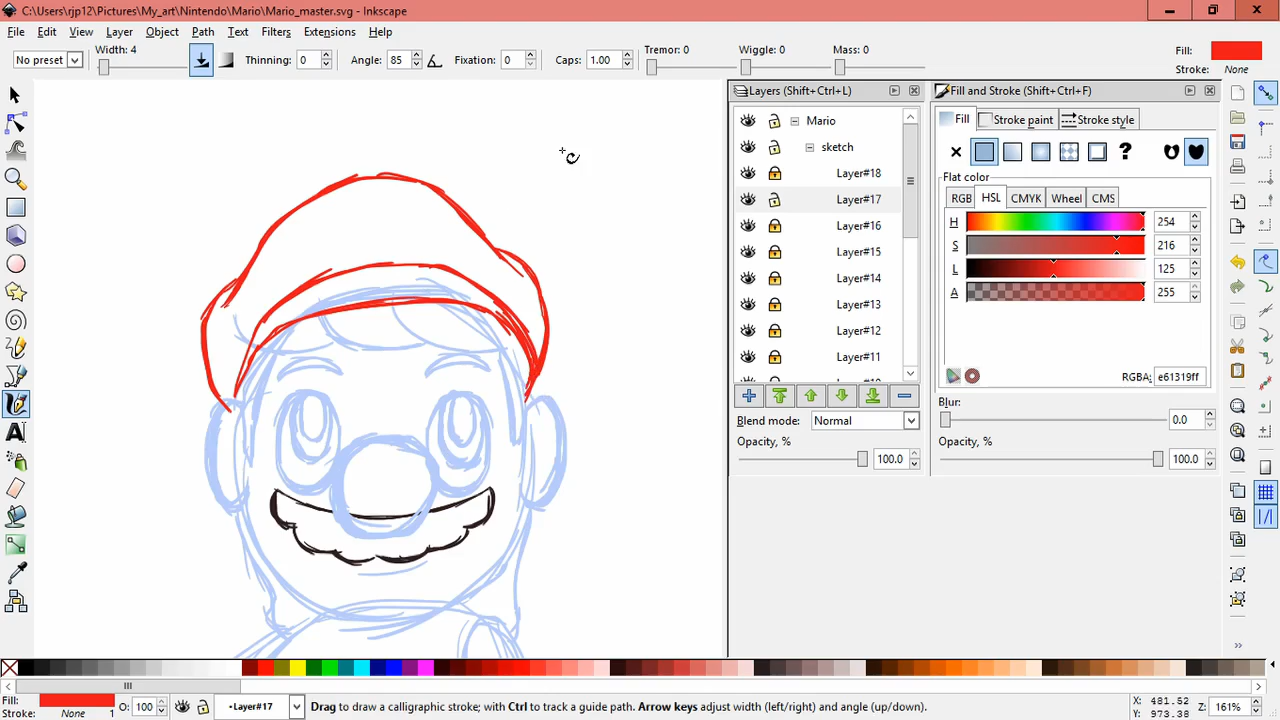 C:\Users\rjp12\Pictures\My_art\Nintendo\Mario\Mario_master.svg - Inkscape
File Edit View Layer Object Path Text Filters Extensions Help
No preset Width: 4 Thinning: 0 Angle: 85 Fixation: 0 Caps: 1.00 Tremor: 0 Wiggle: 0 Mass: 0 Fill:
Stroke: None
Layers (Shift+Ctrl+L)
Mario
sketch
Layer#18
Layer#17
Layer#16
Layer#15
Layer#14
Layer#13
Layer#12
Layer#11
Blend mode: Normal
Opacity, %
100.0
Fill and Stroke (Shift+Ctrl+F)
Fill Stroke paint Stroke style
?
Flat color
RGB HSL CMYK Wheel CMS
H 254
S 216
L 125
A 255
RGBA: e61319ff
Blur:
0.0
Opacity, %
100.0
Fill:
Stroke: None 1
O: 100
•Layer#17
Drag to draw a calligraphic stroke; with Ctrl to track a guide path. Arrow keys adjust width (left/right) and angle (up/down).
X: 481.52
Y: 973.38
Z: 161%